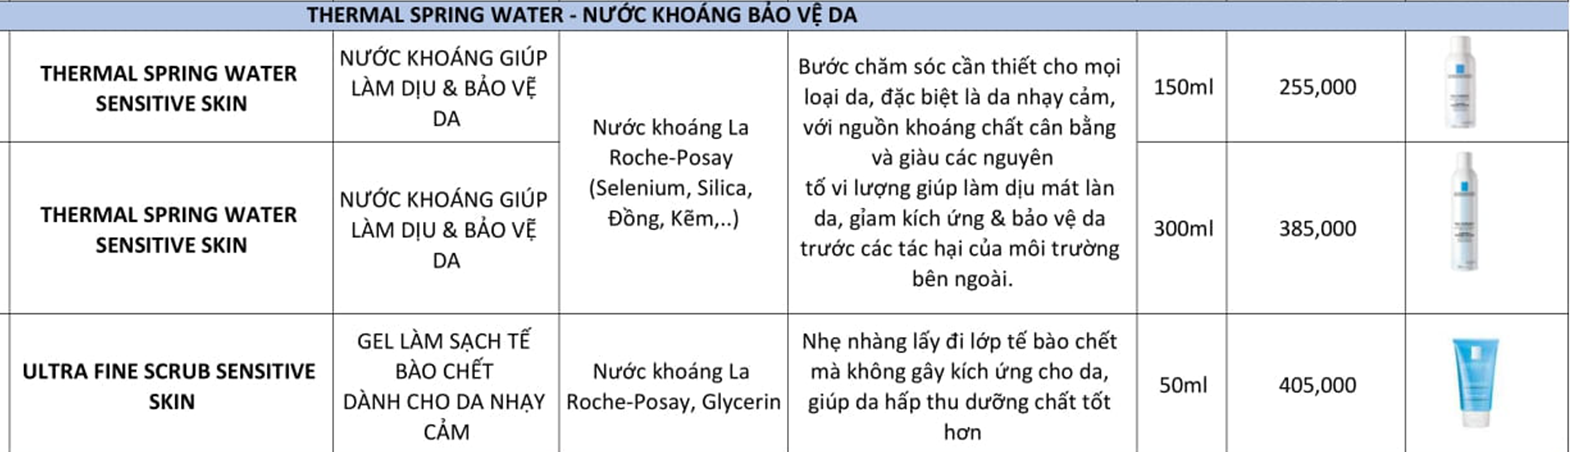 THERMAL SPRING WATER - NƯỚC KHOÁNG BẢO VỆ DA
THERMAL SPRING WATER
SENSITIVE SKIN
NƯỚC KHOÁNG GIÚP
LÀM DỊU & BẢO VỆ
DA
Nước khoáng La
Roche-Posay
(Selenium, Silica,
Đồng, Kẽm,..)
Bước chăm sóc cần thiết cho mọi
loại da, đặc biệt là da nhạy cảm,
với nguồn khoáng chất cân bằng
và giàu các nguyên
tố vi lượng giúp làm dịu mát làn
da, gỉam kích ứng & bảo vệ da
trước các tác hại của môi trường
bên ngoài.
150ml
255,000
THERMAL SPRING WATER
SENSITIVE SKIN
NƯỚC KHOÁNG GIÚP
LÀM DỊU & BẢO VỆ
DA
300ml
385,000
ULTRA FINE SCRUB SENSITIVE
SKIN
GEL LÀM SẠCH TẾ
BÀO CHẾT
DÀNH CHO DA NHẠY
CẢM
Nước khoáng La
Roche-Posay, Glycerin
Nhẹ nhàng lấy đi lớp tế bào chết
mà không gây kích ứng cho da,
giúp da hấp thu dưỡng chất tốt
hơn
50ml
405,000